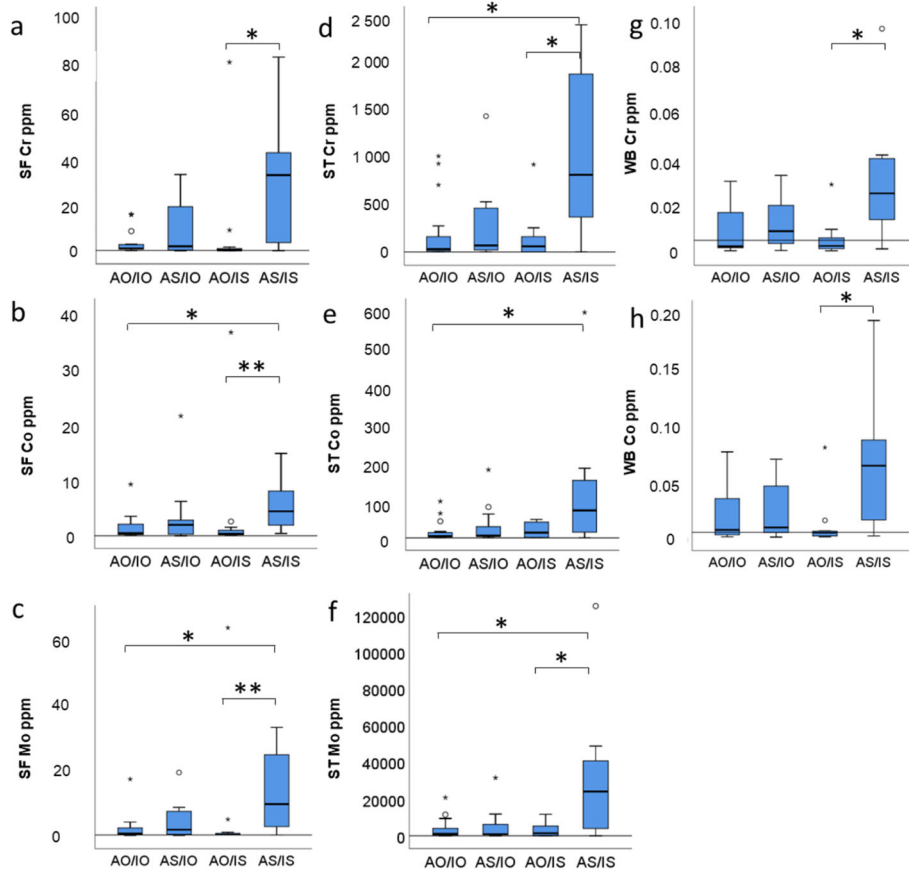 a
SF Cr ppm
100
80
60
40
20
0
*
AO/IO AS/IO AO/IS AS/IS
d
ST Cr ppm
2 500
2 000
1 500
1 000
500
0
*
*
AO/IO AS/IO AO/IS AS/IS
g
WB Cr ppm
0.10
0.08
0.06
0.04
0.02
0
*
AO/IO AS/IO AO/IS AS/IS
b
SF Co ppm
40
30
20
10
0
*
**
AO/IO AS/IO AO/IS AS/IS
e
ST Co ppm
600
500
400
300
200
100
0
*
AO/IO AS/IO AO/IS AS/IS
h
WB Co ppm
0.20
0.15
0.10
0.05
0
*
AO/IO AS/IO AO/IS AS/IS
c
SF Mo ppm
60
40
20
0
*
**
AO/IO AS/IO AO/IS AS/IS
f
ST Mo ppm
120000
100000
80000
60000
40000
20000
0
*
*
AO/IO AS/IO AO/IS AS/IS